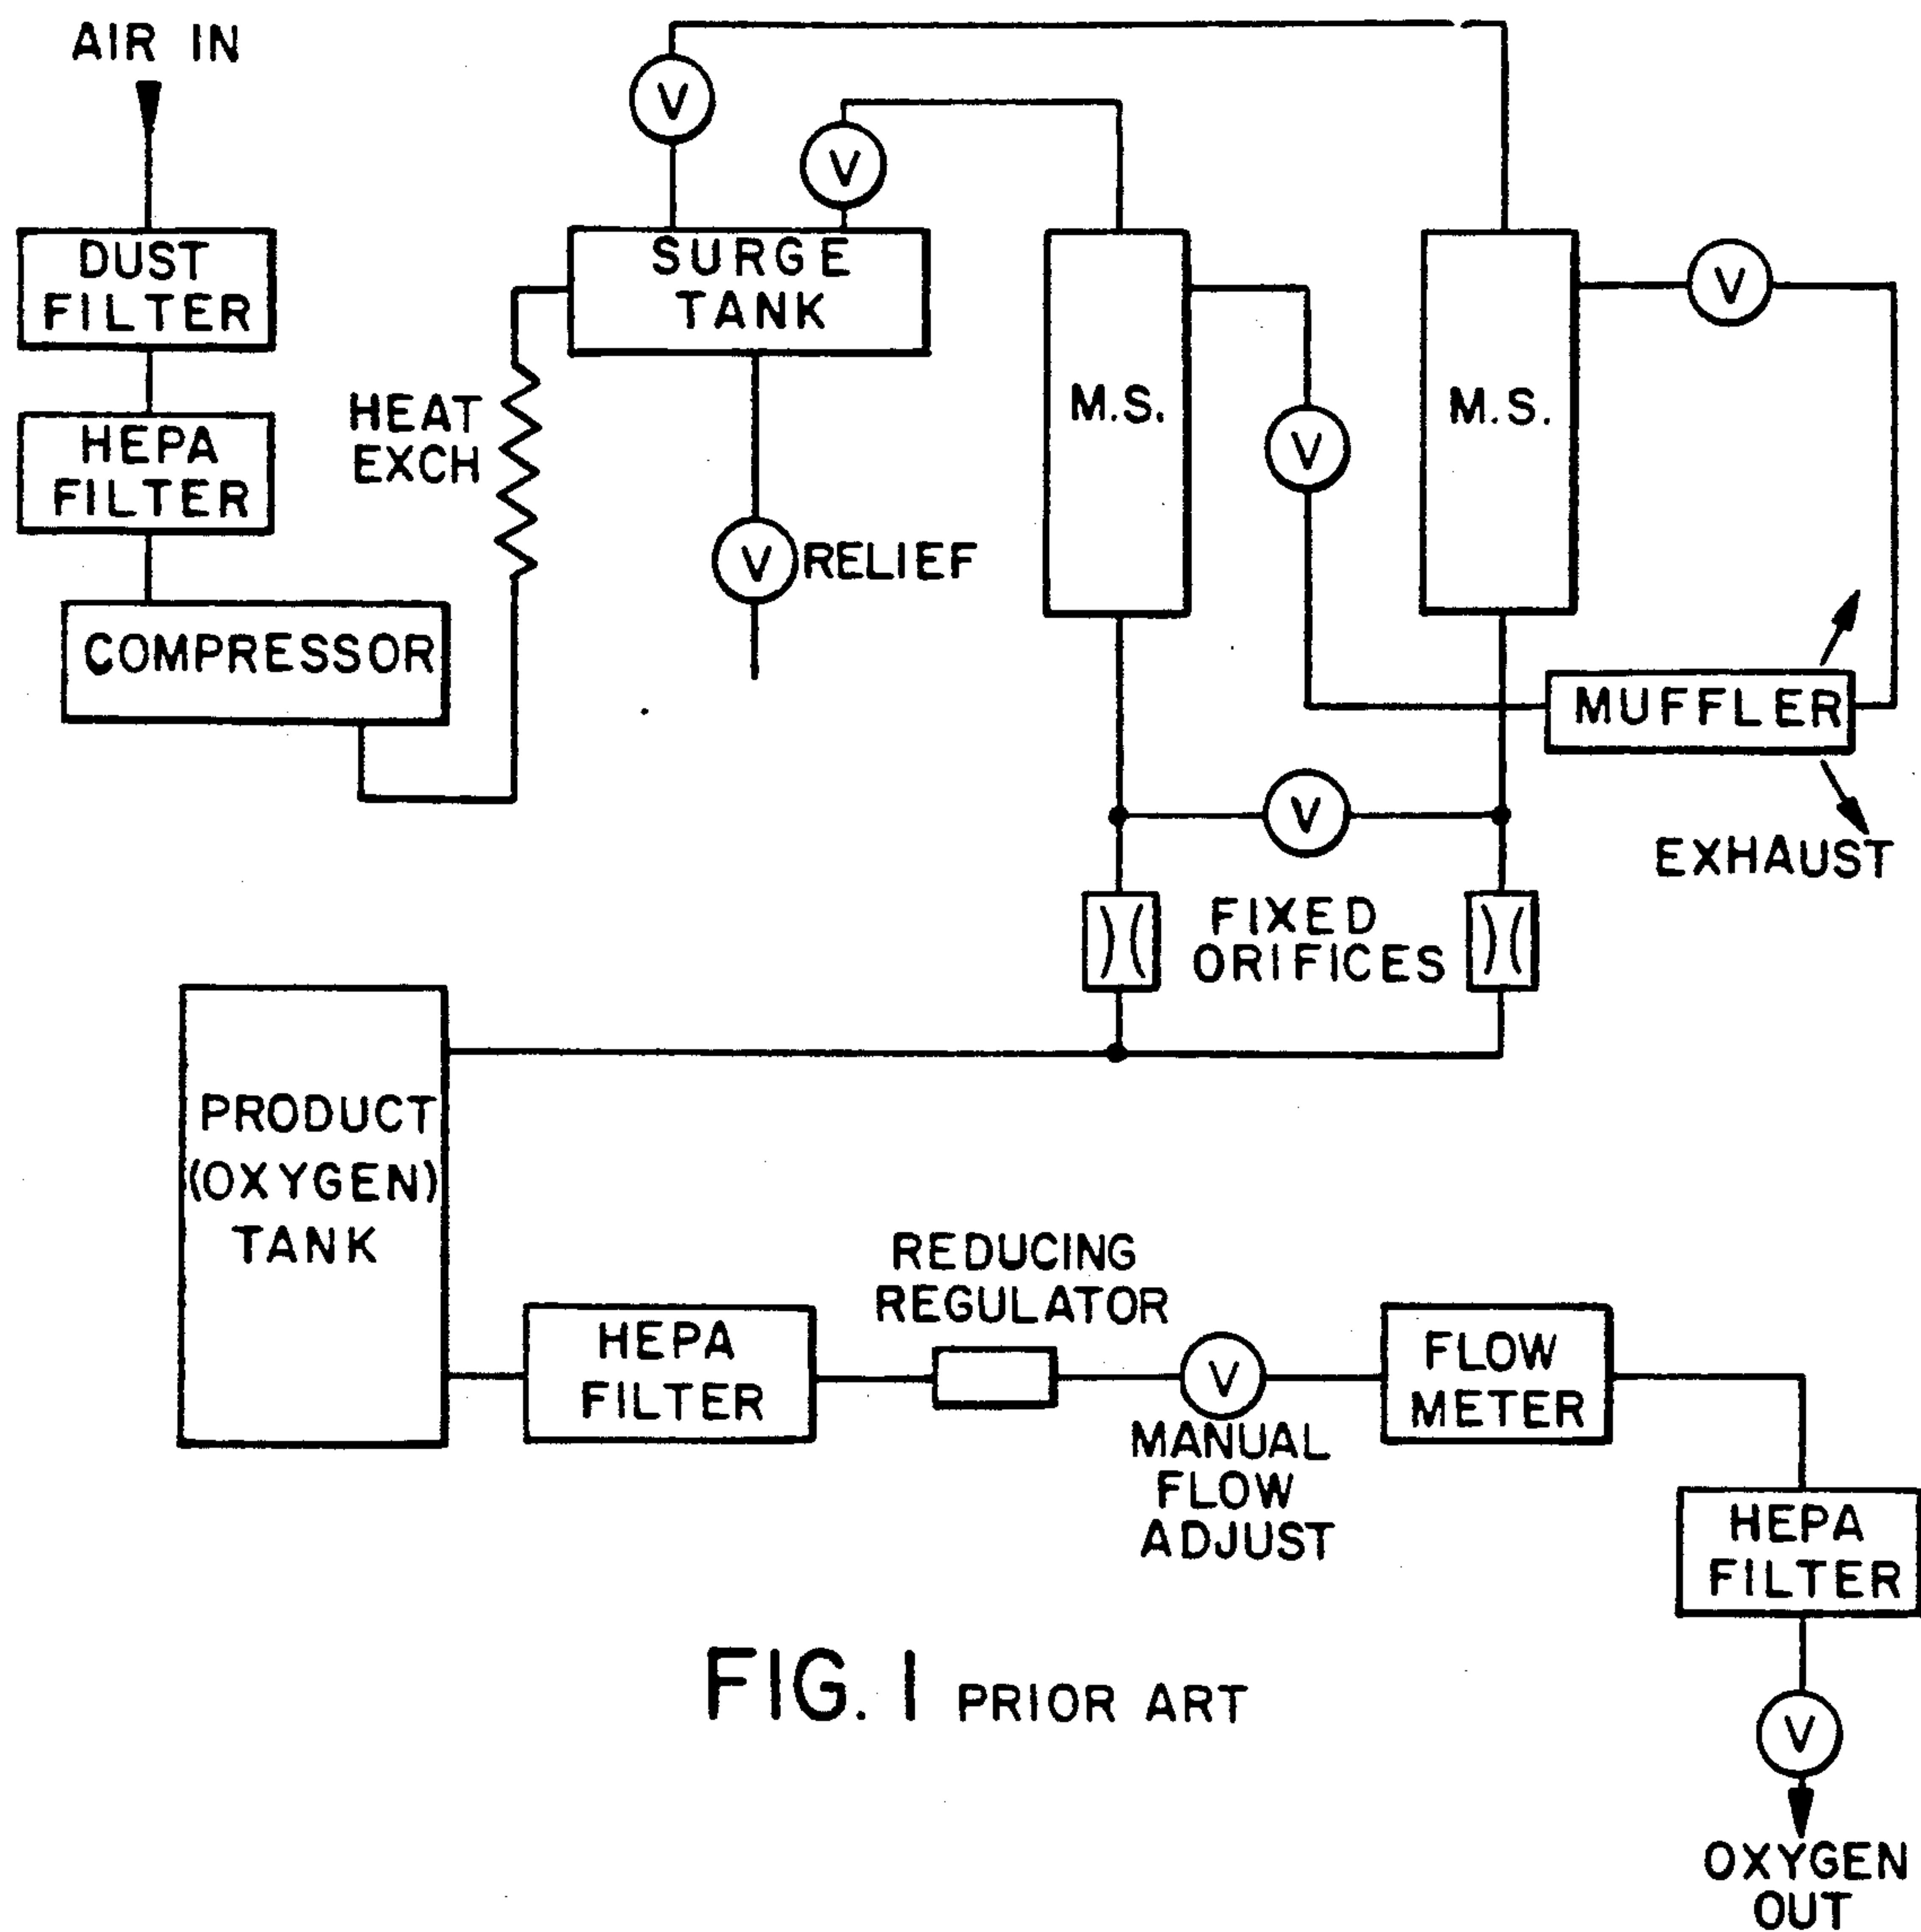 AIR IN
V
V
DUST
FILTER
SURGE
TANK
V
HEPA
FILTER
HEAT
EXCH
M.S.
V
M.S.
V RELIEF
COMPRESSOR
MUFFLER
V
EXHAUST
FIXED
ORIFICES
PRODUCT
(OXYGEN)
TANK
REDUCING
REGULATOR
HEPA
FILTER
V
MANUAL
FLOW
ADJUST
FLOW
METER
HEPA
FILTER
V
OXYGEN
OUT
FIG. 1 PRIOR ART